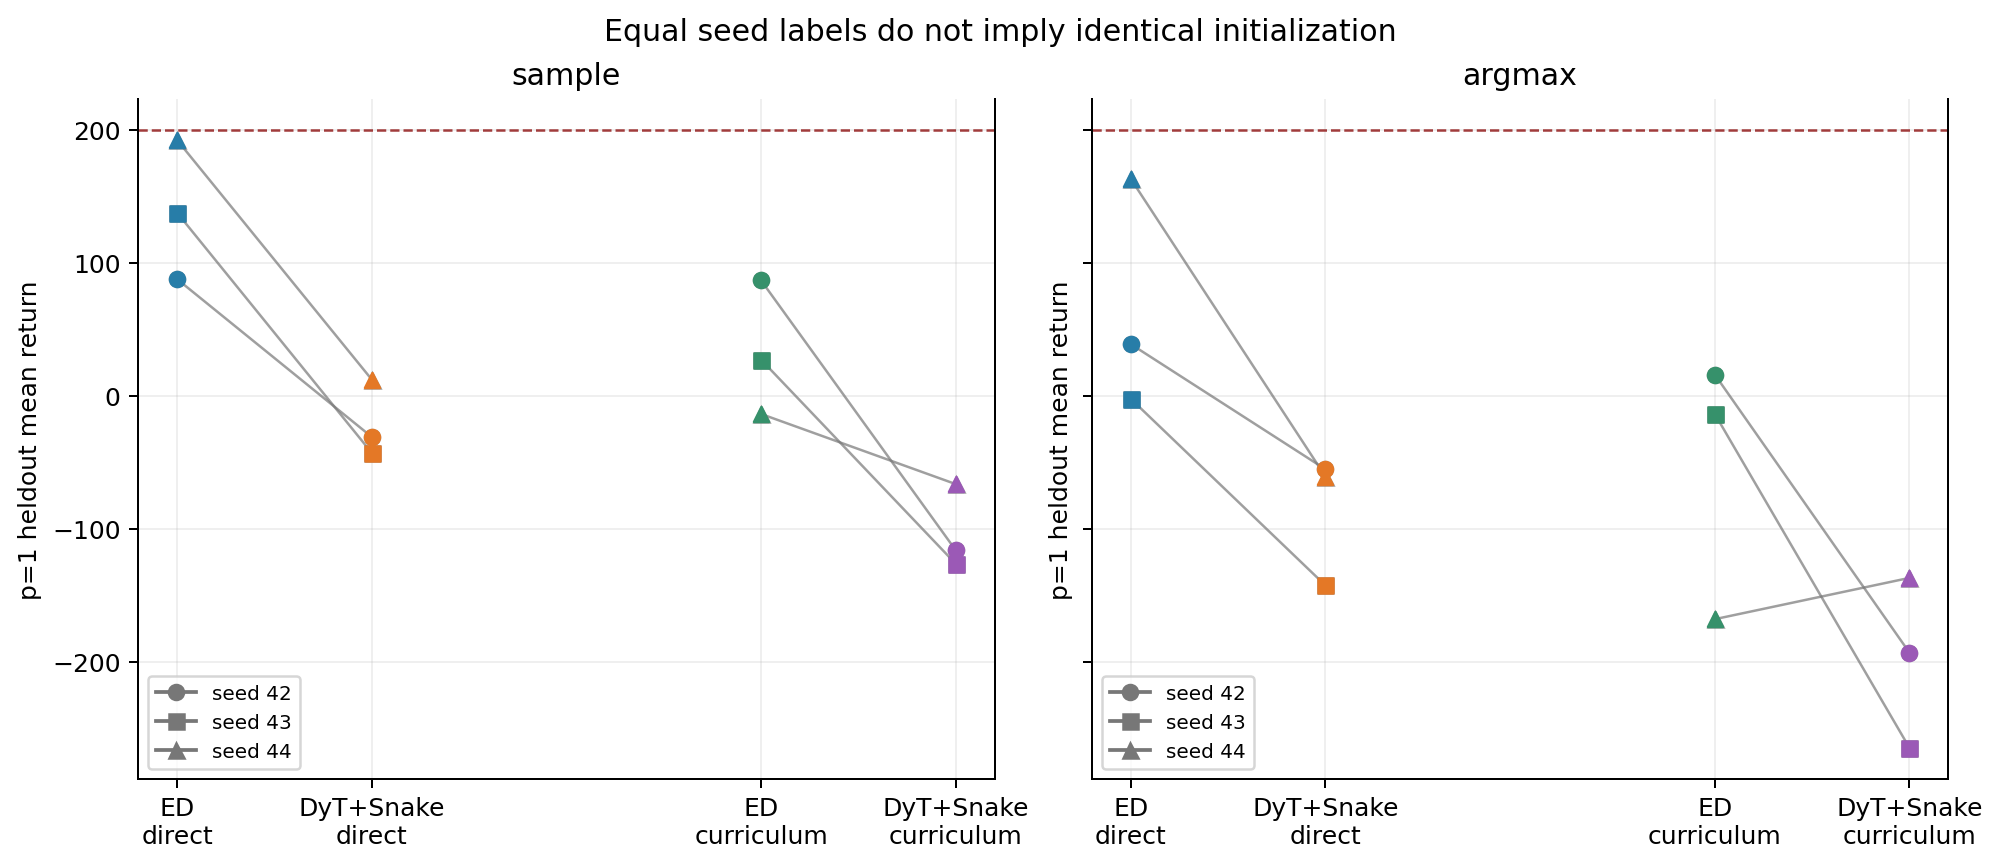 Equal seed labels do not imply identical initialization
sample
p=1 heldout mean return
200
100
0
−100
−200
seed 42
seed 43
seed 44
ED
direct
DyT+Snake
direct
ED
curriculum
DyT+Snake
curriculum
argmax
p=1 heldout mean return
seed 42
seed 43
seed 44
ED
direct
DyT+Snake
direct
ED
curriculum
DyT+Snake
curriculum